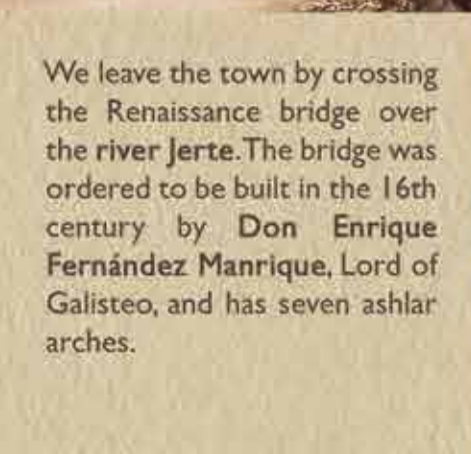 We leave the town by crossing
the Renaissance bridge over
the river Jerte. The bridge was
ordered to be built in the 16th
century by Don Enrique
Fernández Manrique, Lord of
Galisteo, and has seven ashlar
arches.